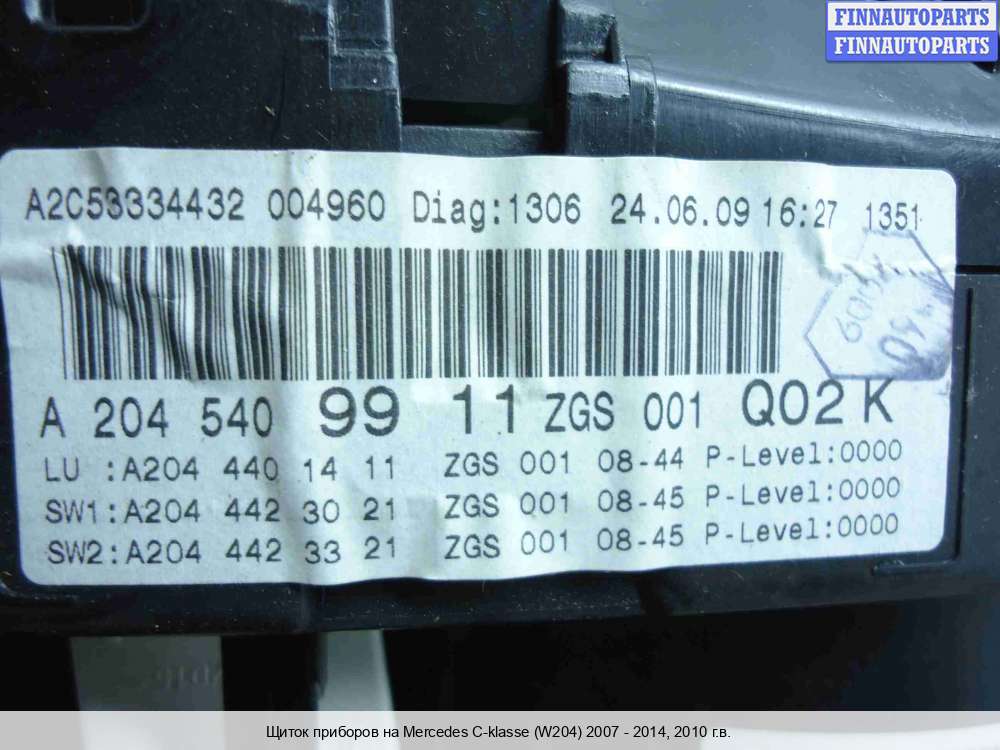 FINNAUTOPARTS
FINNAUTOPARTS
A2C53334432 004960 Diag:1306 24.06.09 16:27 1351
A 204 540 99 11 ZGS 001 Q02 K
LU :A204 440 14 11 ZGS 001 08-44 P-Level:0000
SW1:A204 442 30 21 ZGS 001 08-45 P-Level:0000
SW2:A204 442 33 21 ZGS 001 08-45 P-Level:0000
Щиток приборов на Mercedes C-klasse (W204) 2007 - 2014, 2010 г.в.